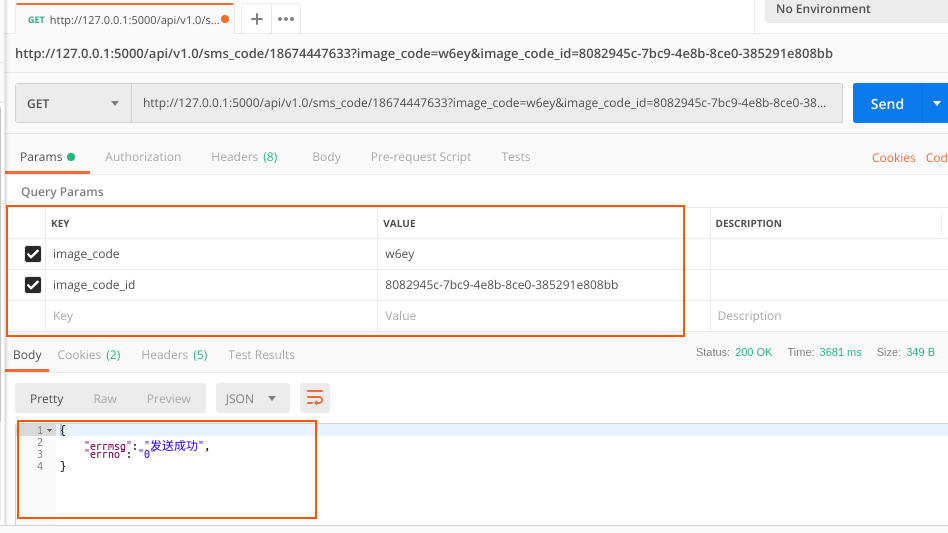 GET http://127.0.0.1:5000/api/v1.0/s...
No Environment
http://127.0.0.1:5000/api/v1.0/sms_code/18674447633?image_code=w6ey&image_code_id=8082945c-7bc9-4e8b-8ce0-385291e808bb
GET http://127.0.0.1:5000/api/v1.0/sms_code/18674447633?image_code=w6ey&image_code_id=8082945c-7bc9-4e8b-8ce0-38... Send
Params Authorization Headers (8) Body Pre-request Script Tests Cookies Cod
Query Params
KEY VALUE DESCRIPTION
image_code w6ey
image_code_id 8082945c-7bc9-4e8b-8ce0-385291e808bb
Key Value Description
Body Cookies (2) Headers (5) Test Results Status: 200 OK Time: 3681 ms Size: 349 B
Pretty Raw Preview JSON
1 {
2 "errmsg": "发送成功",
3 "errno": "0"
4 }